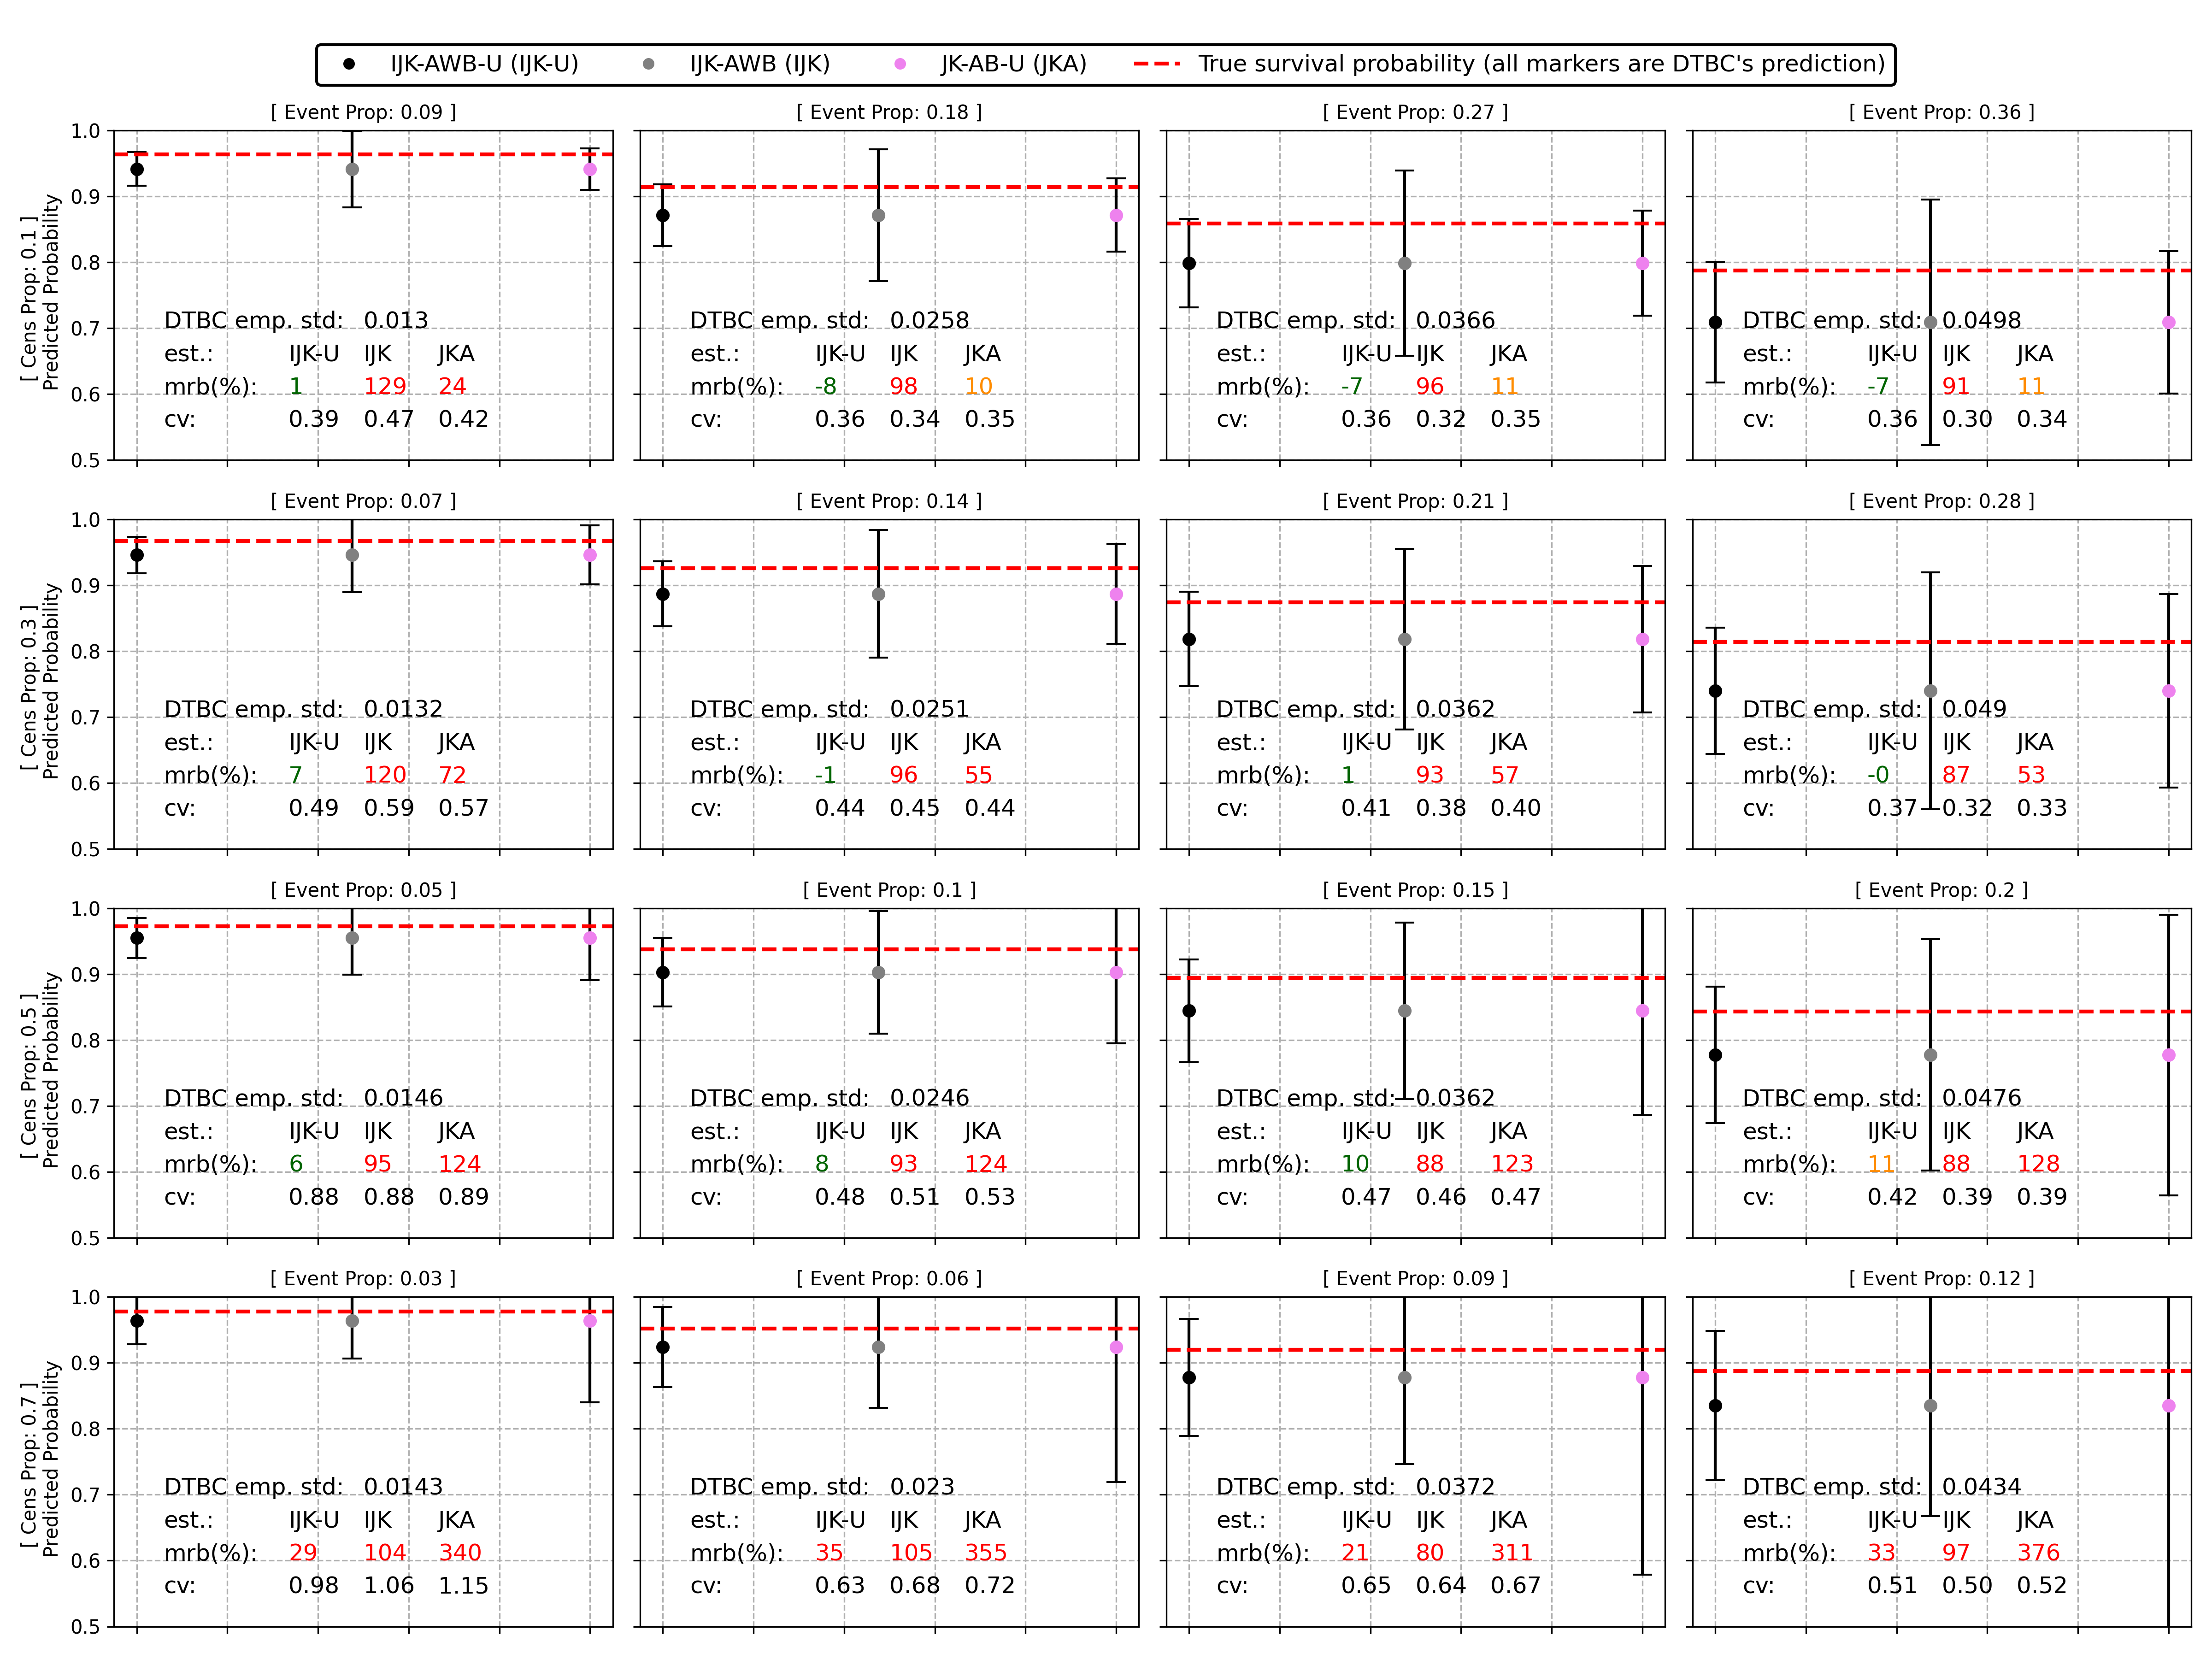 IJK-AWB-U (IJK-U) IJK-AWB (IJK) JK-AB-U (JKA) True survival probability (all markers are DTBC's prediction)
[ Event Prop: 0.09 ] [ Event Prop: 0.18 ] [ Event Prop: 0.27 ] [ Event Prop: 0.36 ]
[ Cens Prop: 0.1 ]
Predicted Probability
1.0
0.9
0.8
0.7
0.6
0.5
DTBC emp. std: 0.013
est.: IJK-U IJK JKA
mrb(%): 1 129 24
cv: 0.39 0.47 0.42
DTBC emp. std: 0.0258
est.: IJK-U IJK JKA
mrb(%): -8 98 10
cv: 0.36 0.34 0.35
DTBC emp. std: 0.0366
est.: IJK-U IJK JKA
mrb(%): -7 96 11
cv: 0.36 0.32 0.35
DTBC emp. std: 0.0498
est.: IJK-U IJK JKA
mrb(%): -7 91 11
cv: 0.36 0.30 0.34
[ Event Prop: 0.07 ] [ Event Prop: 0.14 ] [ Event Prop: 0.21 ] [ Event Prop: 0.28 ]
[ Cens Prop: 0.3 ]
Predicted Probability
1.0
0.9
0.8
0.7
0.6
0.5
DTBC emp. std: 0.0132
est.: IJK-U IJK JKA
mrb(%): 7 120 72
cv: 0.49 0.59 0.57
DTBC emp. std: 0.0251
est.: IJK-U IJK JKA
mrb(%): -1 96 55
cv: 0.44 0.45 0.44
DTBC emp. std: 0.0362
est.: IJK-U IJK JKA
mrb(%): 1 93 57
cv: 0.41 0.38 0.40
DTBC emp. std: 0.049
est.: IJK-U IJK JKA
mrb(%): -0 87 53
cv: 0.37 0.32 0.33
[ Event Prop: 0.05 ] [ Event Prop: 0.1 ] [ Event Prop: 0.15 ] [ Event Prop: 0.2 ]
[ Cens Prop: 0.5 ]
Predicted Probability
1.0
0.9
0.8
0.7
0.6
0.5
DTBC emp. std: 0.0146
est.: IJK-U IJK JKA
mrb(%): 6 95 124
cv: 0.88 0.88 0.89
DTBC emp. std: 0.0246
est.: IJK-U IJK JKA
mrb(%): 8 93 124
cv: 0.48 0.51 0.53
DTBC emp. std: 0.0362
est.: IJK-U IJK JKA
mrb(%): 10 88 123
cv: 0.47 0.46 0.47
DTBC emp. std: 0.0476
est.: IJK-U IJK JKA
mrb(%): 11 88 128
cv: 0.42 0.39 0.39
[ Event Prop: 0.03 ] [ Event Prop: 0.06 ] [ Event Prop: 0.09 ] [ Event Prop: 0.12 ]
[ Cens Prop: 0.7 ]
Predicted Probability
1.0
0.9
0.8
0.7
0.6
0.5
DTBC emp. std: 0.0143
est.: IJK-U IJK JKA
mrb(%): 29 104 340
cv: 0.98 1.06 1.15
DTBC emp. std: 0.023
est.: IJK-U IJK JKA
mrb(%): 35 105 355
cv: 0.63 0.68 0.72
DTBC emp. std: 0.0372
est.: IJK-U IJK JKA
mrb(%): 21 80 311
cv: 0.65 0.64 0.67
DTBC emp. std: 0.0434
est.: IJK-U IJK JKA
mrb(%): 33 97 376
cv: 0.51 0.50 0.52